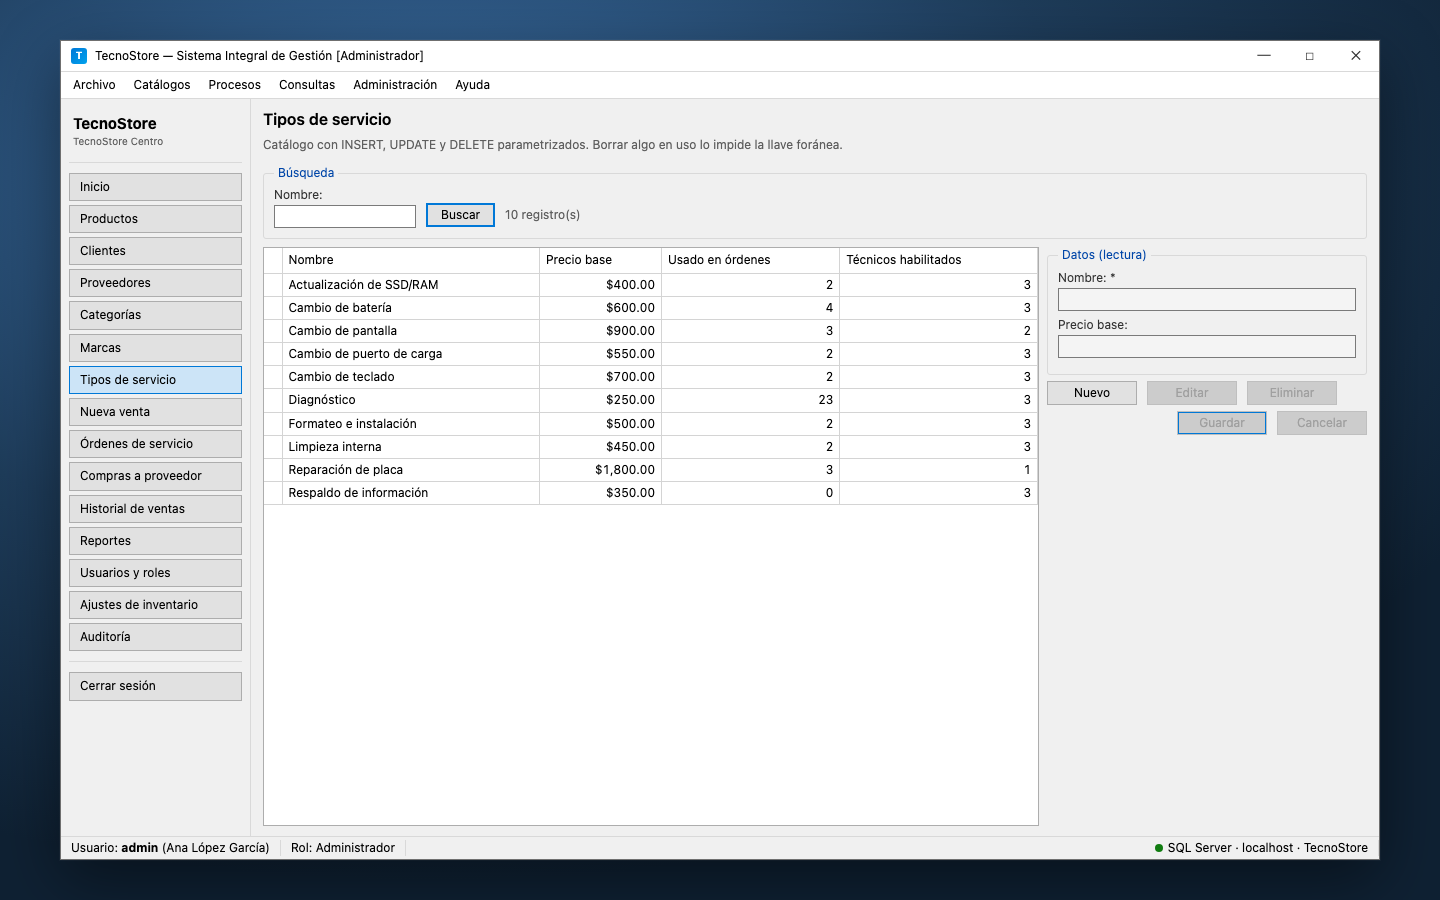 T TecnoStore — Sistema Integral de Gestión [Administrador]
Archivo Catálogos Procesos Consultas Administración Ayuda
TecnoStore
TecnoStore Centro
Inicio
Productos
Clientes
Proveedores
Categorías
Marcas
Tipos de servicio
Nueva venta
Órdenes de servicio
Compras a proveedor
Historial de ventas
Reportes
Usuarios y roles
Ajustes de inventario
Auditoría
Cerrar sesión
Tipos de servicio
Catálogo con INSERT, UPDATE y DELETE parametrizados. Borrar algo en uso lo impide la llave foránea.
Búsqueda
Nombre:
Buscar 10 registro(s)
Nombre Precio base Usado en órdenes Técnicos habilitados
Actualización de SSD/RAM $400.00 2 3
Cambio de batería $600.00 4 3
Cambio de pantalla $900.00 3 2
Cambio de puerto de carga $550.00 2 3
Cambio de teclado $700.00 2 3
Diagnóstico $250.00 23 3
Formateo e instalación $500.00 2 3
Limpieza interna $450.00 2 3
Reparación de placa $1,800.00 3 1
Respaldo de información $350.00 0 3
Datos (lectura)
Nombre: *
Precio base:
Nuevo Editar Eliminar
Guardar Cancelar
Usuario: admin (Ana López García) Rol: Administrador SQL Server · localhost · TecnoStore